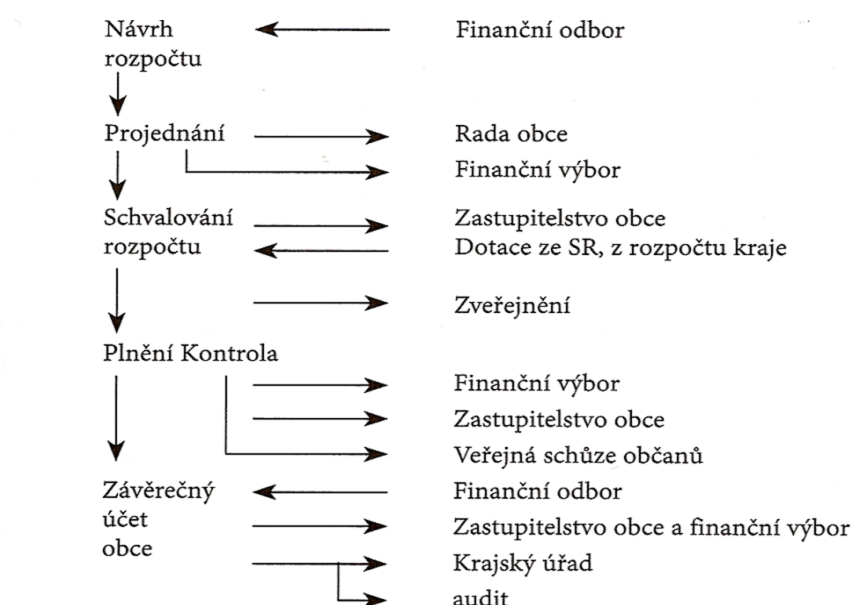 Návrh
rozpočtu
Finanční odbor
Projednání
Rada obce
Finanční výbor
Schvalování
rozpočtu
Zastupitelstvo obce
Dotace ze SR, z rozpočtu kraje
Zveřejnění
Plnění Kontrola
Finanční výbor
Zastupitelstvo obce
Veřejná schůze občanů
Závěrečný
účet
obce
Finanční odbor
Zastupitelstvo obce a finanční výbor
Krajský úřad
audit